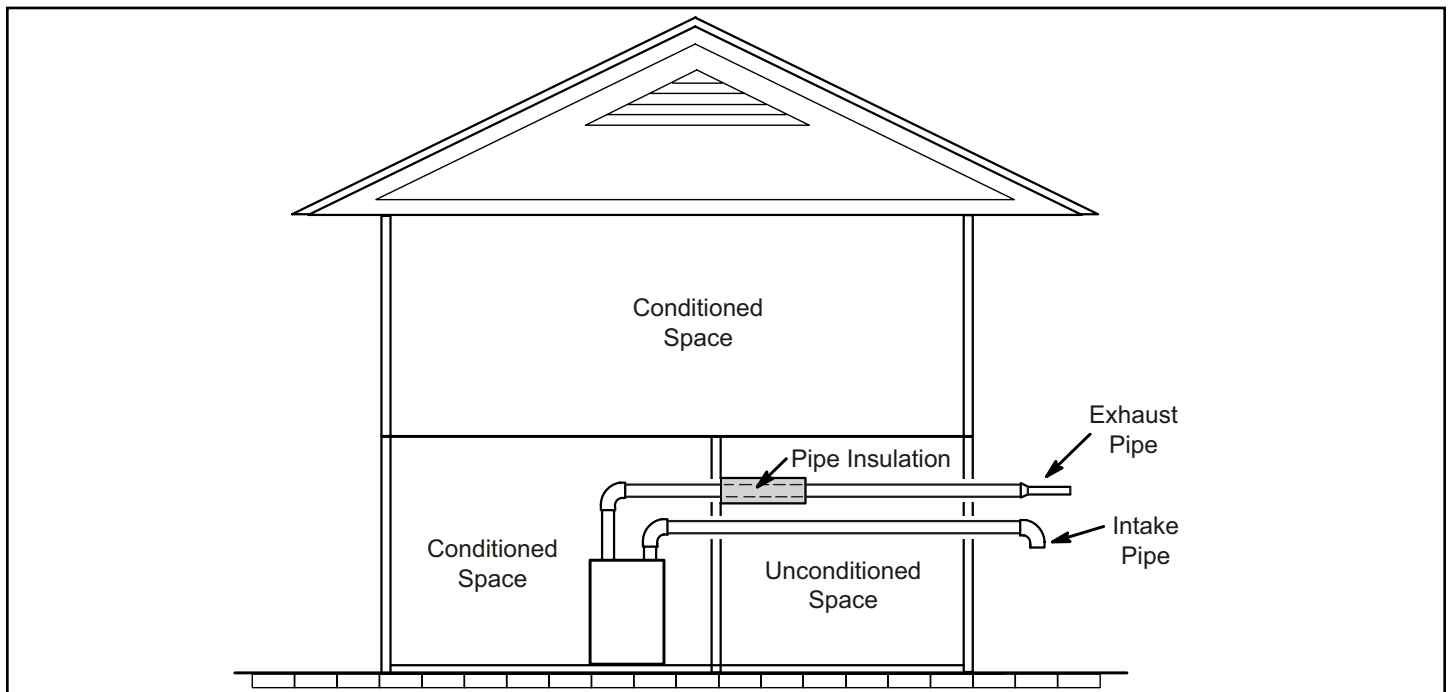 Conditioned
Space
Exhaust
Pipe
Pipe Insulation
Intake
Pipe
Conditioned
Space
Unconditioned
Space